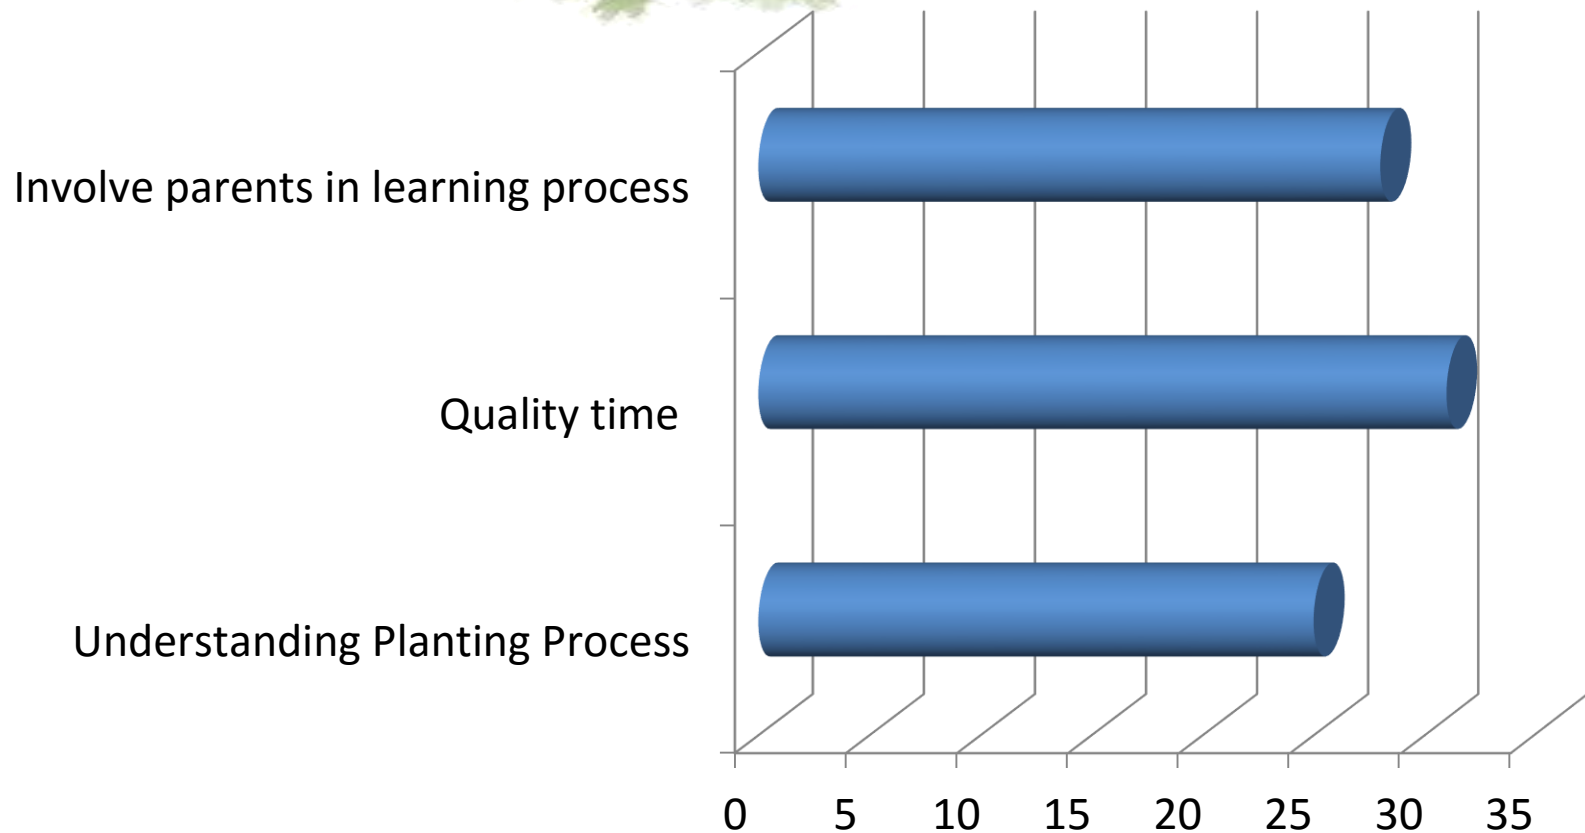 Involve parents in learning process
Quality time
Understanding Planting Process
0 5 10 15 20 25 30 35